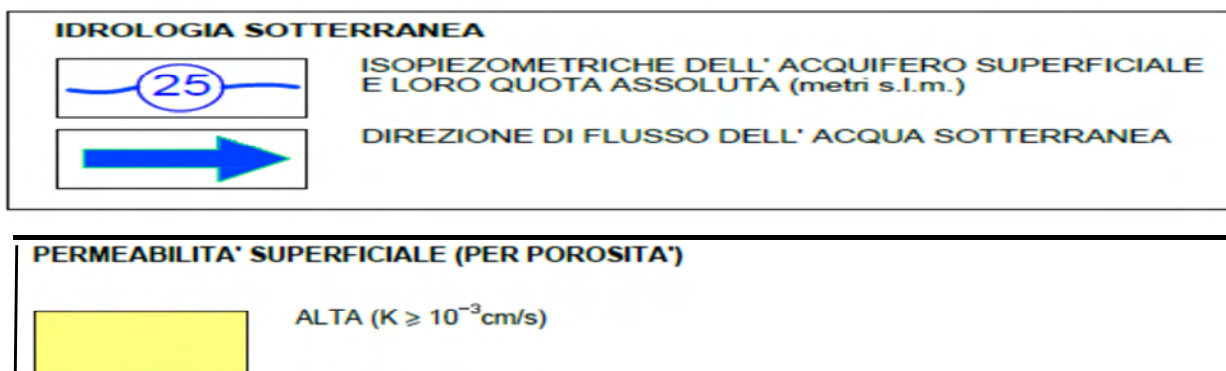 IDROLOGIA SOTTERRANEA
25
ISOPIEZOMETRICHE DELL' ACQUIFERO SUPERFICIALE
E LORO QUOTA ASSOLUTA (metri s.l.m.)
DIREZIONE DI FLUSSO DELL' ACQUA SOTTERRANEA
PERMEABILITA' SUPERFICIALE (PER POROSITA')
ALTA (K ≥ 10⁻³cm/s)